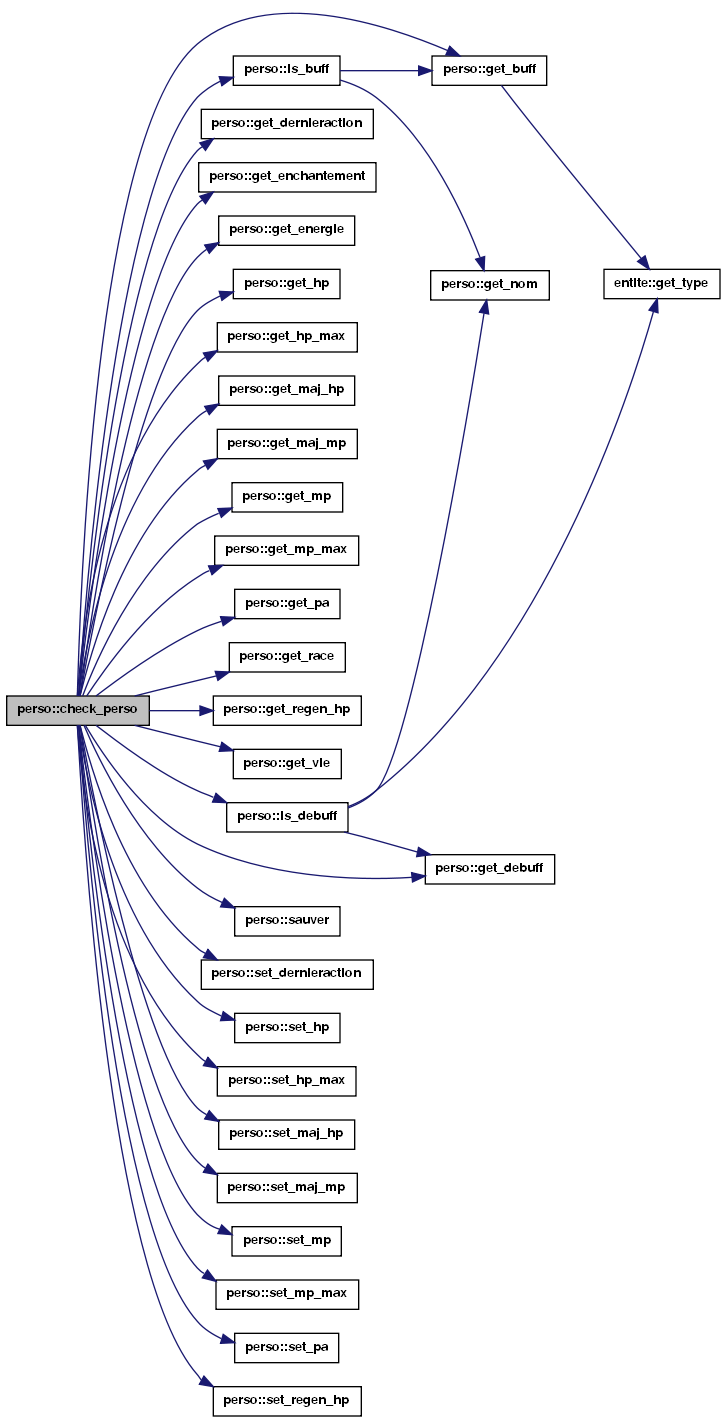 perso::is_buff
perso::get_buff
perso::get_dernieraction
perso::get_enchantement
perso::get_energie
perso::get_hp
perso::get_nom
entite::get_type
perso::get_hp_max
perso::get_maj_hp
perso::get_maj_mp
perso::get_mp
perso::get_mp_max
perso::get_pa
perso::get_race
perso::check_perso
perso::get_regen_hp
perso::get_vie
perso::is_debuff
perso::get_debuff
perso::sauver
perso::set_dernieraction
perso::set_hp
perso::set_hp_max
perso::set_maj_hp
perso::set_maj_mp
perso::set_mp
perso::set_mp_max
perso::set_pa
perso::set_regen_hp